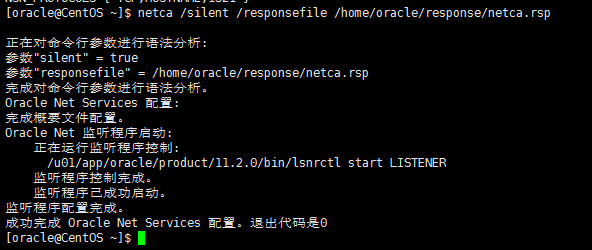 [oracle@CentOS ~]$ netca /silent /responsefile /home/oracle/response/netca.rsp
正在对命令行参数进行语法分析:
参数"silent" = true
参数"responsefile" = /home/oracle/response/netca.rsp
完成对命令行参数进行语法分析。
Oracle Net Services 配置:
完成概要文件配置。
Oracle Net 监听程序启动:
正在运行监听程序控制:
/u01/app/oracle/product/11.2.0/bin/lsnrctl start LISTENER
监听程序控制完成。
监听程序已成功启动。
监听程序配置完成。
成功完成 Oracle Net Services 配置。退出代码是0
[oracle@CentOS ~]$